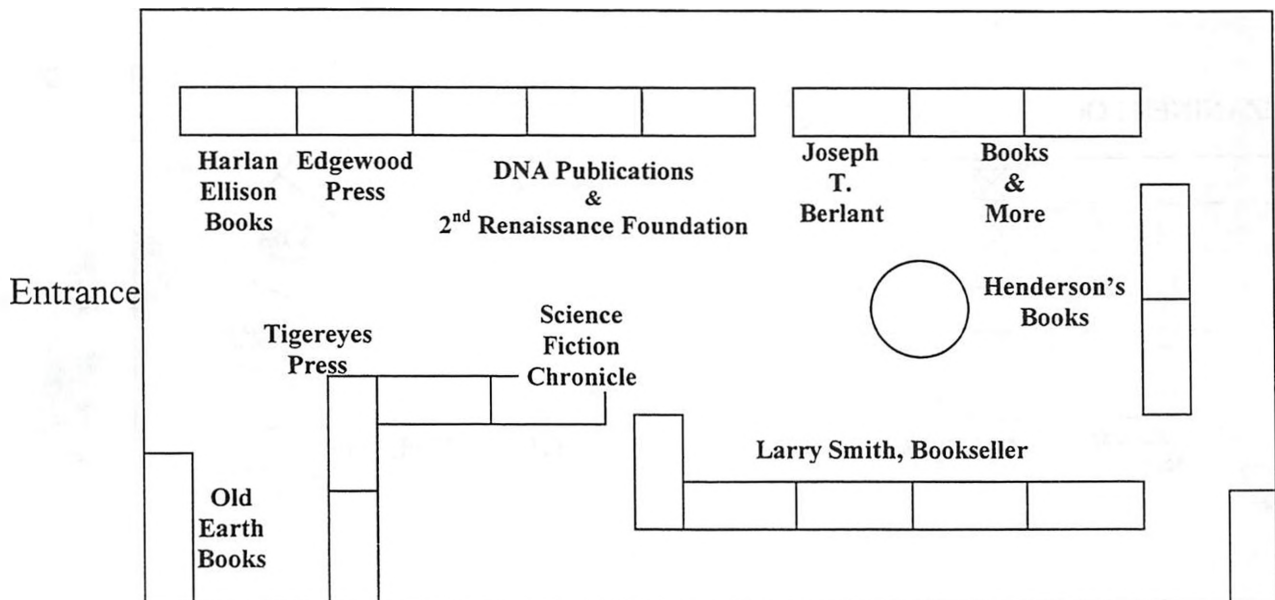 Harlan
Ellison
Books
Edgewood
Press
DNA Publications
&
2nd Renaissance Foundation
Joseph
T.
Berlant
Books
&
More
Entrance
Henderson's
Books
Tigereyes
Press
Science
Fiction
Chronicle
Larry Smith, Bookseller
Old
Earth
Books